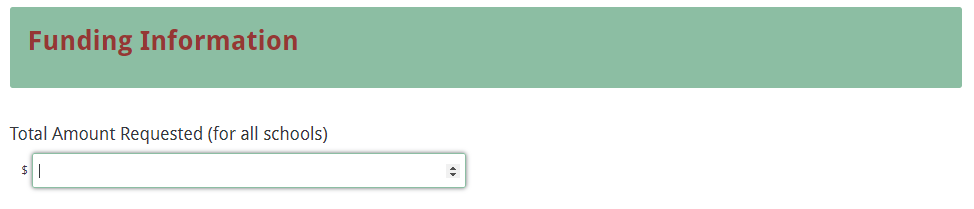 Funding Information
Total Amount Requested (for all schools)
$